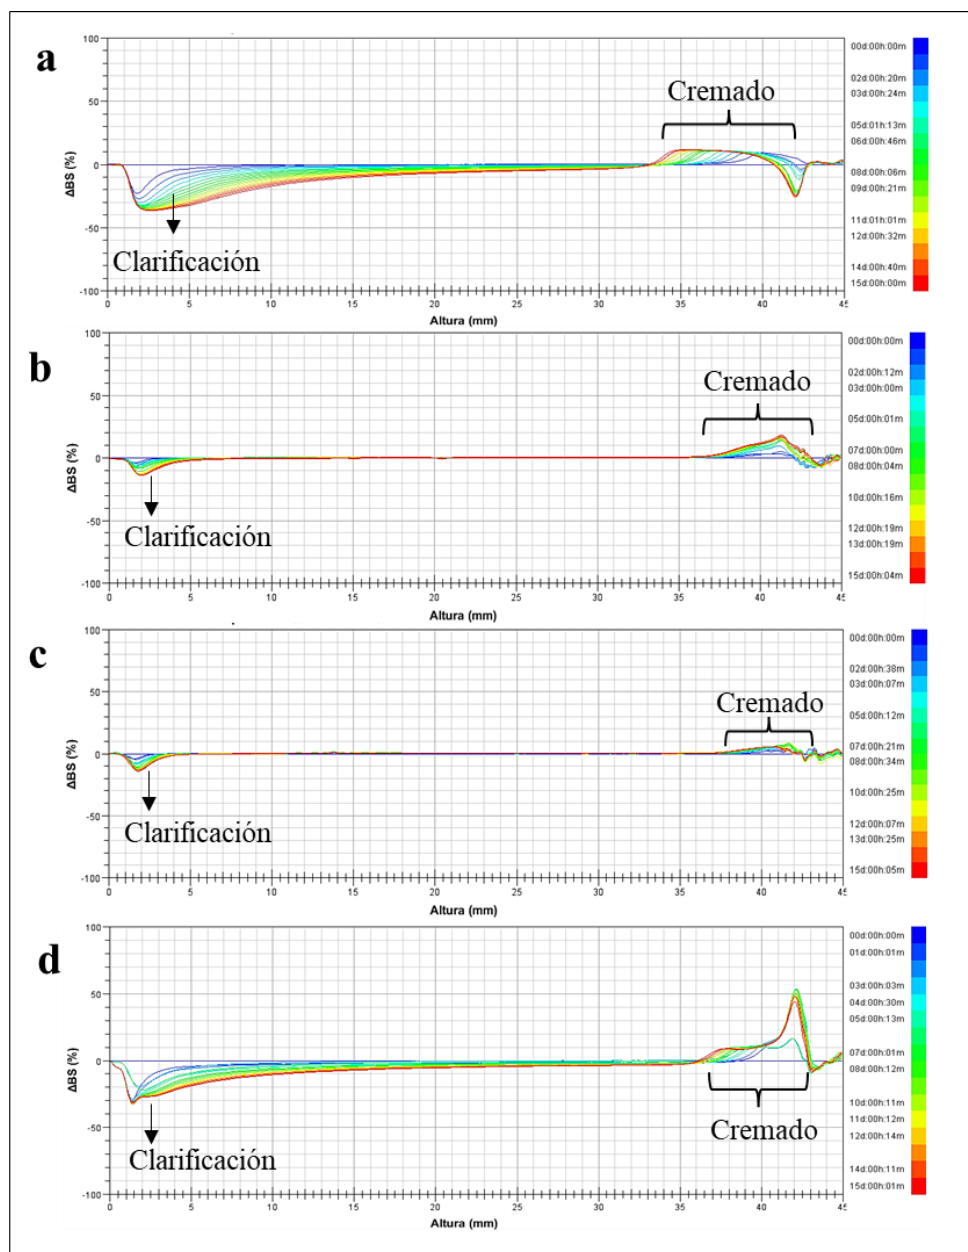 a
100
50
0
-50
-100
ΔBS (%)
Cremado
Clarificación
0 5 10 15 20 25 30 35 40 45
Altura (mm)
00d:00h:00m
02d:00h:20m
03d:00h:24m
05d:01h:13m
06d:00h:46m
08d:00h:06m
09d:00h:21m
11d:01h:01m
12d:00h:32m
14d:00h:40m
15d:00h:00m
b
100
50
0
-50
-100
ΔBS (%)
Cremado
Clarificación
0 5 10 15 20 25 30 35 40 45
Altura (mm)
00d:00h:00m
02d:00h:12m
03d:00h:00m
05d:00h:01m
07d:00h:00m
08d:00h:04m
10d:00h:16m
12d:00h:19m
13d:00h:19m
15d:00h:04m
c
100
50
0
-50
-100
ΔBS (%)
Cremado
Clarificación
0 5 10 15 20 25 30 35 40 45
Altura (mm)
00d:00h:00m
02d:00h:38m
03d:00h:07m
05d:00h:12m
07d:00h:21m
08d:00h:34m
10d:00h:25m
12d:00h:07m
13d:00h:25m
15d:00h:05m
d
100
50
0
-50
-100
ΔBS (%)
Cremado
Clarificación
0 5 10 15 20 25 30 35 40 45
Altura (mm)
00d:00h:00m
01d:00h:01m
03d:00h:03m
04d:00h:30m
05d:00h:13m
07d:00h:01m
08d:00h:12m
10d:00h:11m
11d:00h:12m
12d:00h:14m
14d:00h:11m
15d:00h:01m